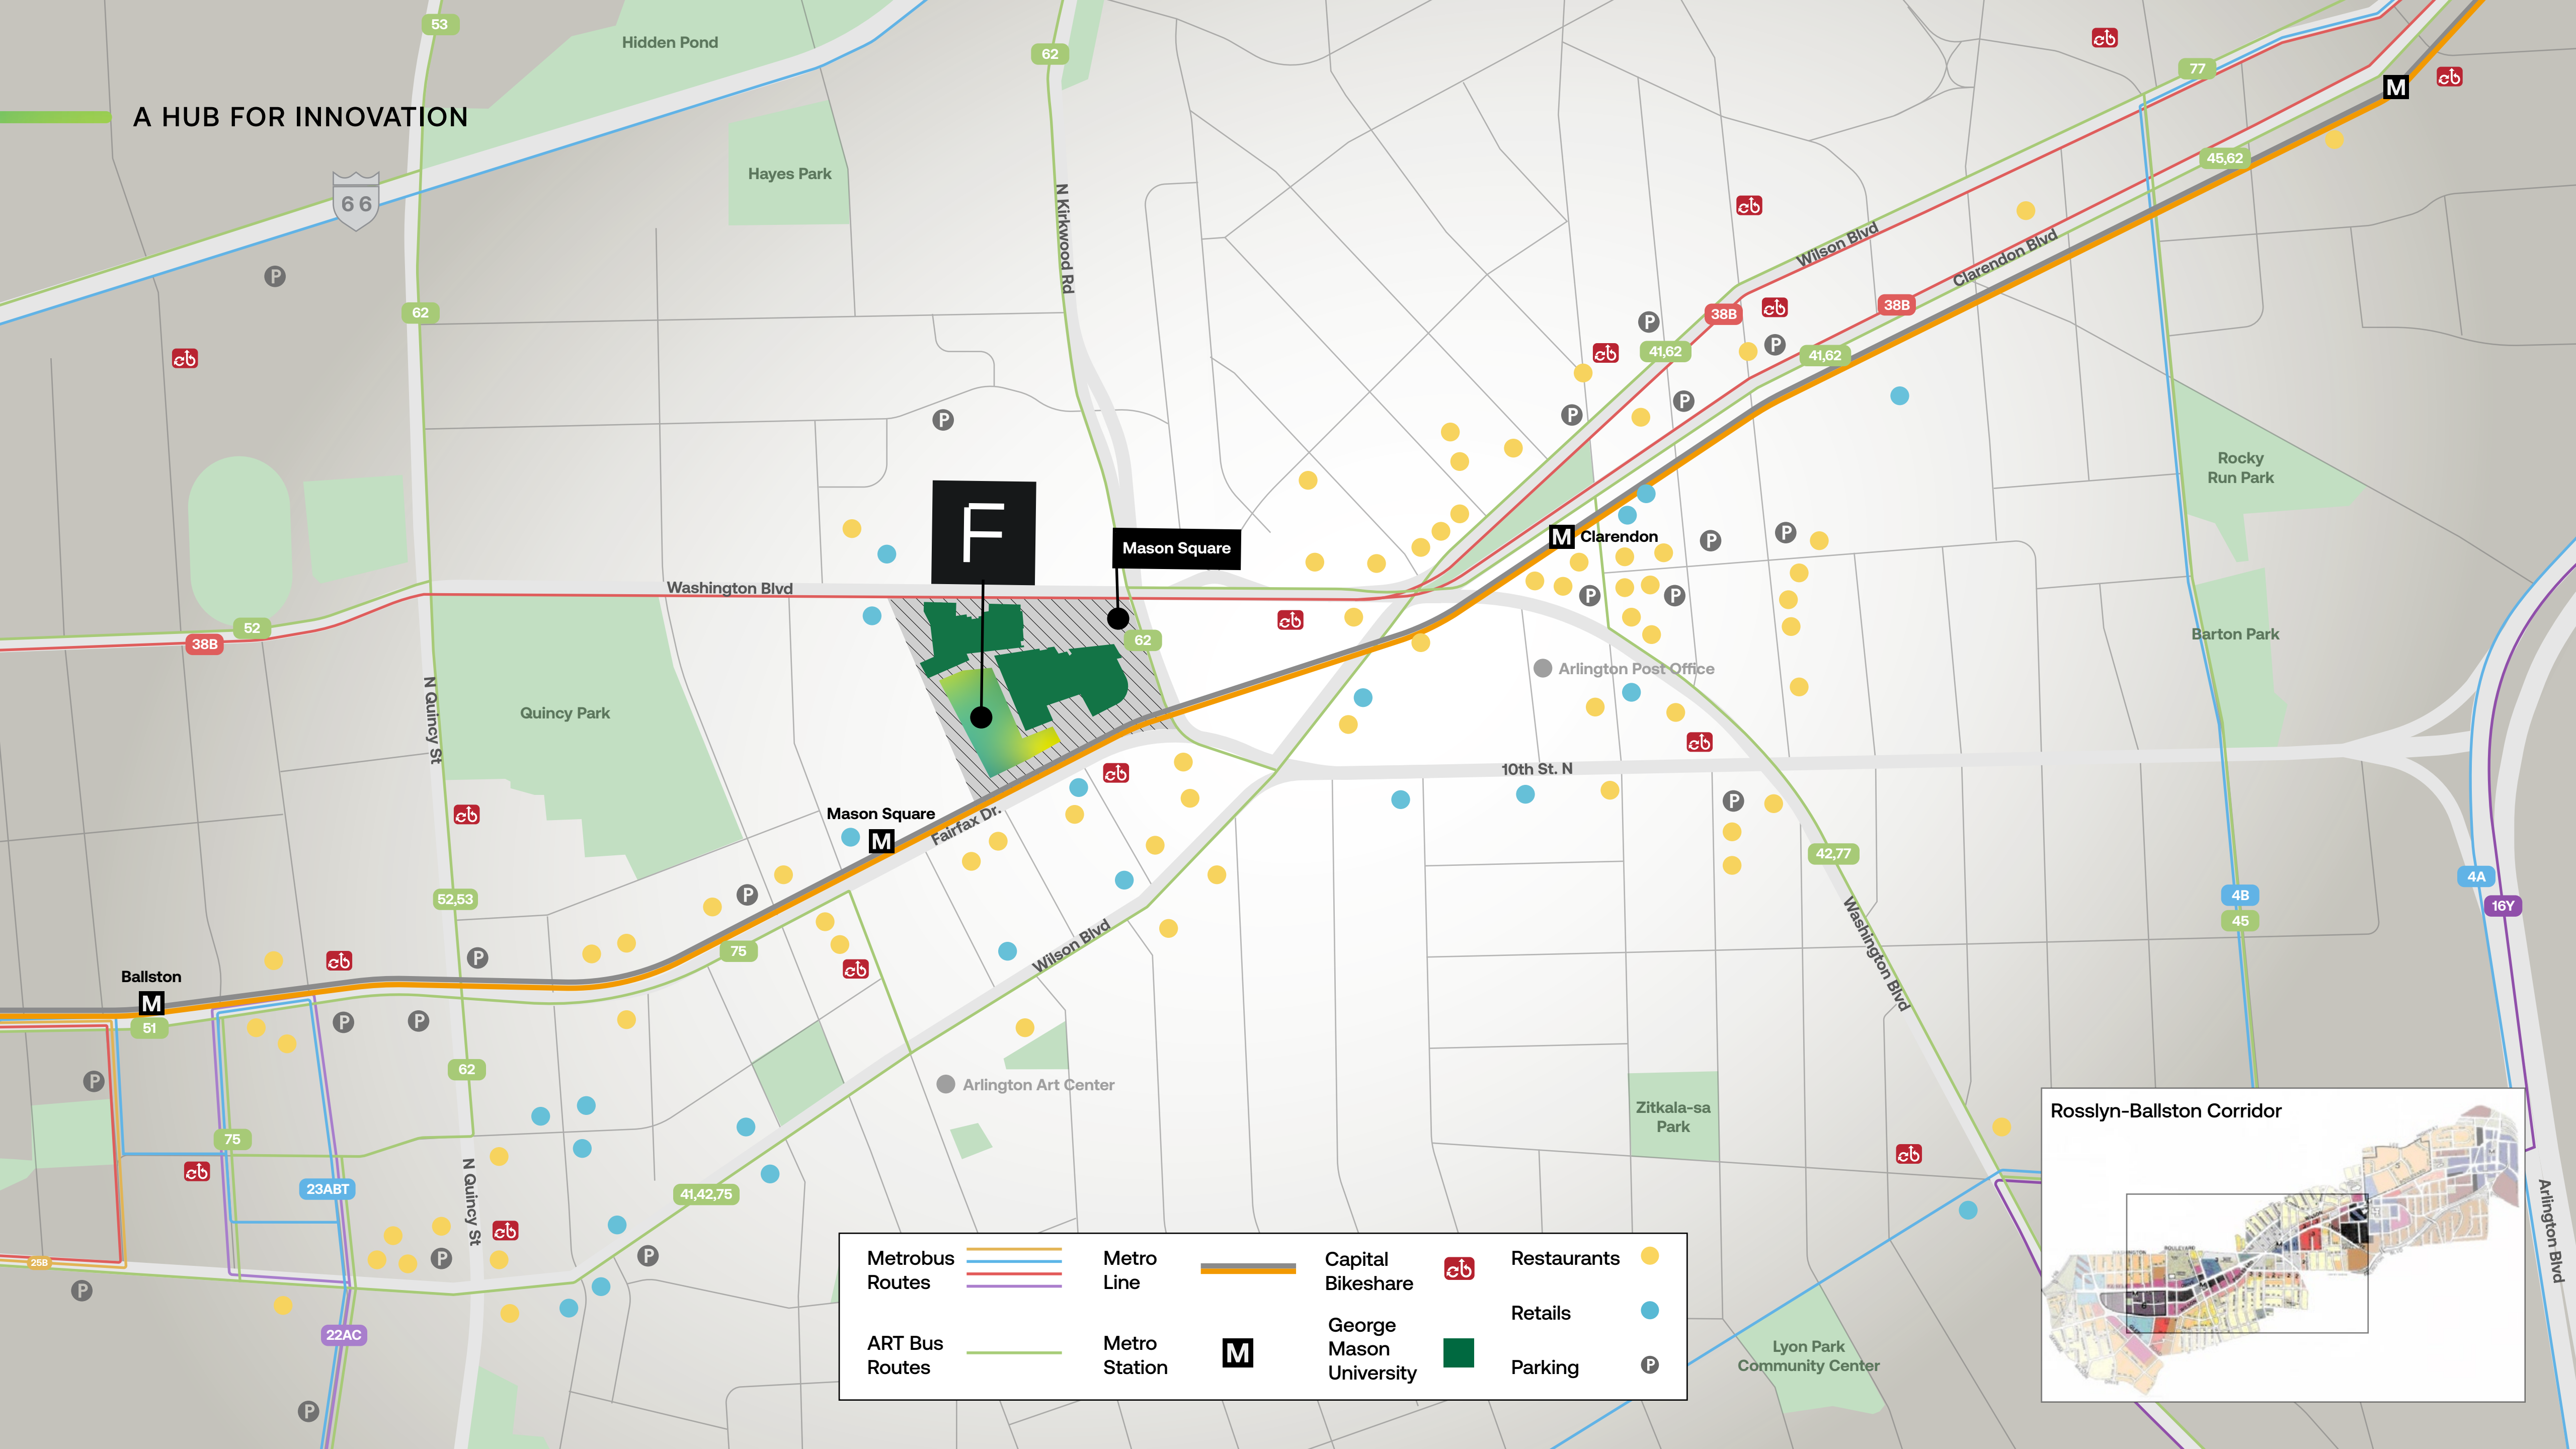 A HUB FOR INNOVATION
Hidden Pond
Hayes Park
53
62
77
M
45,62
66
62
N Kirkwood Rd
Wilson Blvd
Clarendon Blvd
38B
38B
41,62
41,62
P
Rocky
Run Park
F
Mason Square
M
Clarendon
Washington Blvd
52
38B
62
Barton Park
Arlington Post Office
N Quincy St
Quincy Park
10th St. N
Mason Square
M
Fairfax Dr.
42,77
4A
4B
16Y
45
52,53
75
Wilson Blvd
Washington Blvd
Ballston
M
51
62
Arlington Art Center
Zitkala-sa
Park
75
23ABT
N Quincy St
41,42,75
25B
22AC
Arlington Blvd
Lyon Park
Community Center
Metrobus
Routes
Metro
Line
Capital
Bikeshare
Restaurants
Retails
ART Bus
Routes
Metro
Station
M
George
Mason
University
Parking
P
Rosslyn-Ballston Corridor